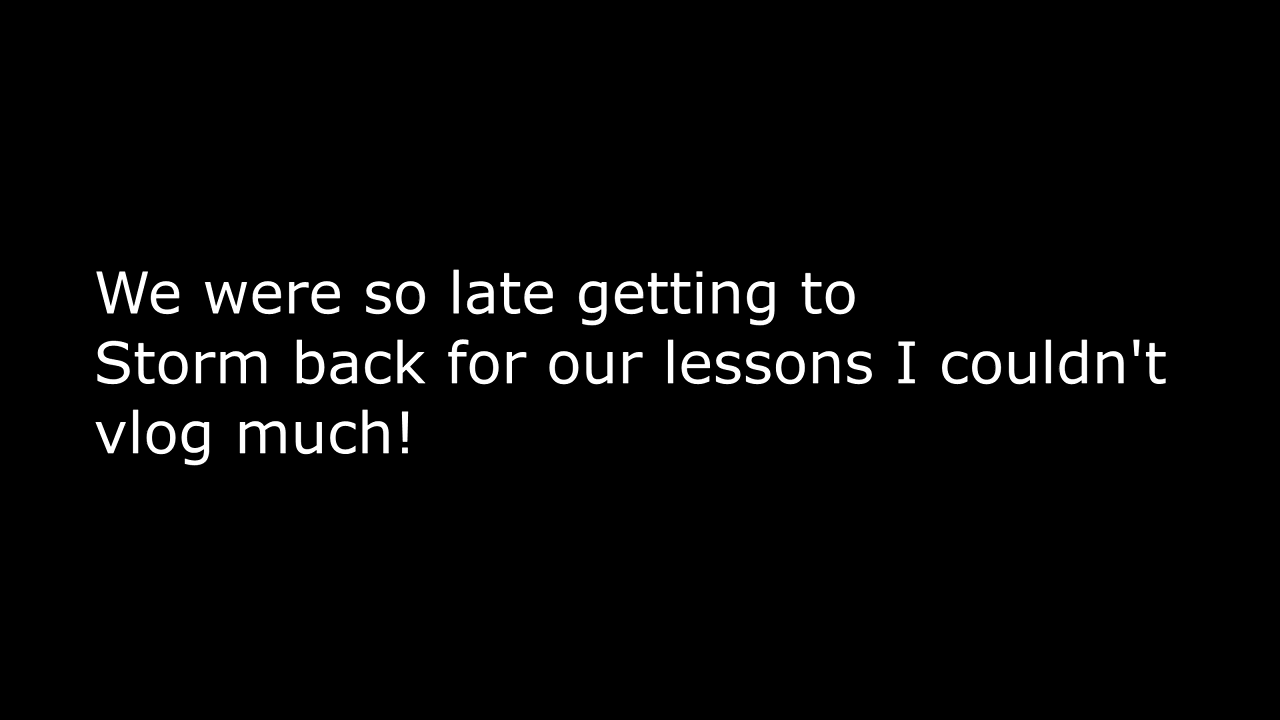 We were so late getting to
Storm back for our lessons I couldn't
vlog much!